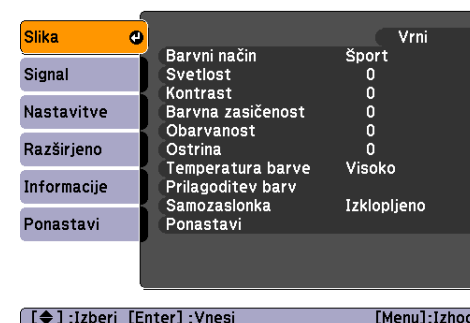 Slika
Signal
Nastavitve
Razširjeno
Informacije
Ponastavi
Vrni
Barvni način Šport
Svetlost 0
Kontrast 0
Barvna zasičenost 0
Obarvanost 0
Ostrina 0
Temperatura barve Visoko
Prilagoditev barv
Samozaslonka Izklopljeno
Ponastavi
[ ] :Izberi [Enter] :Vnesi [Menu]:Izhod